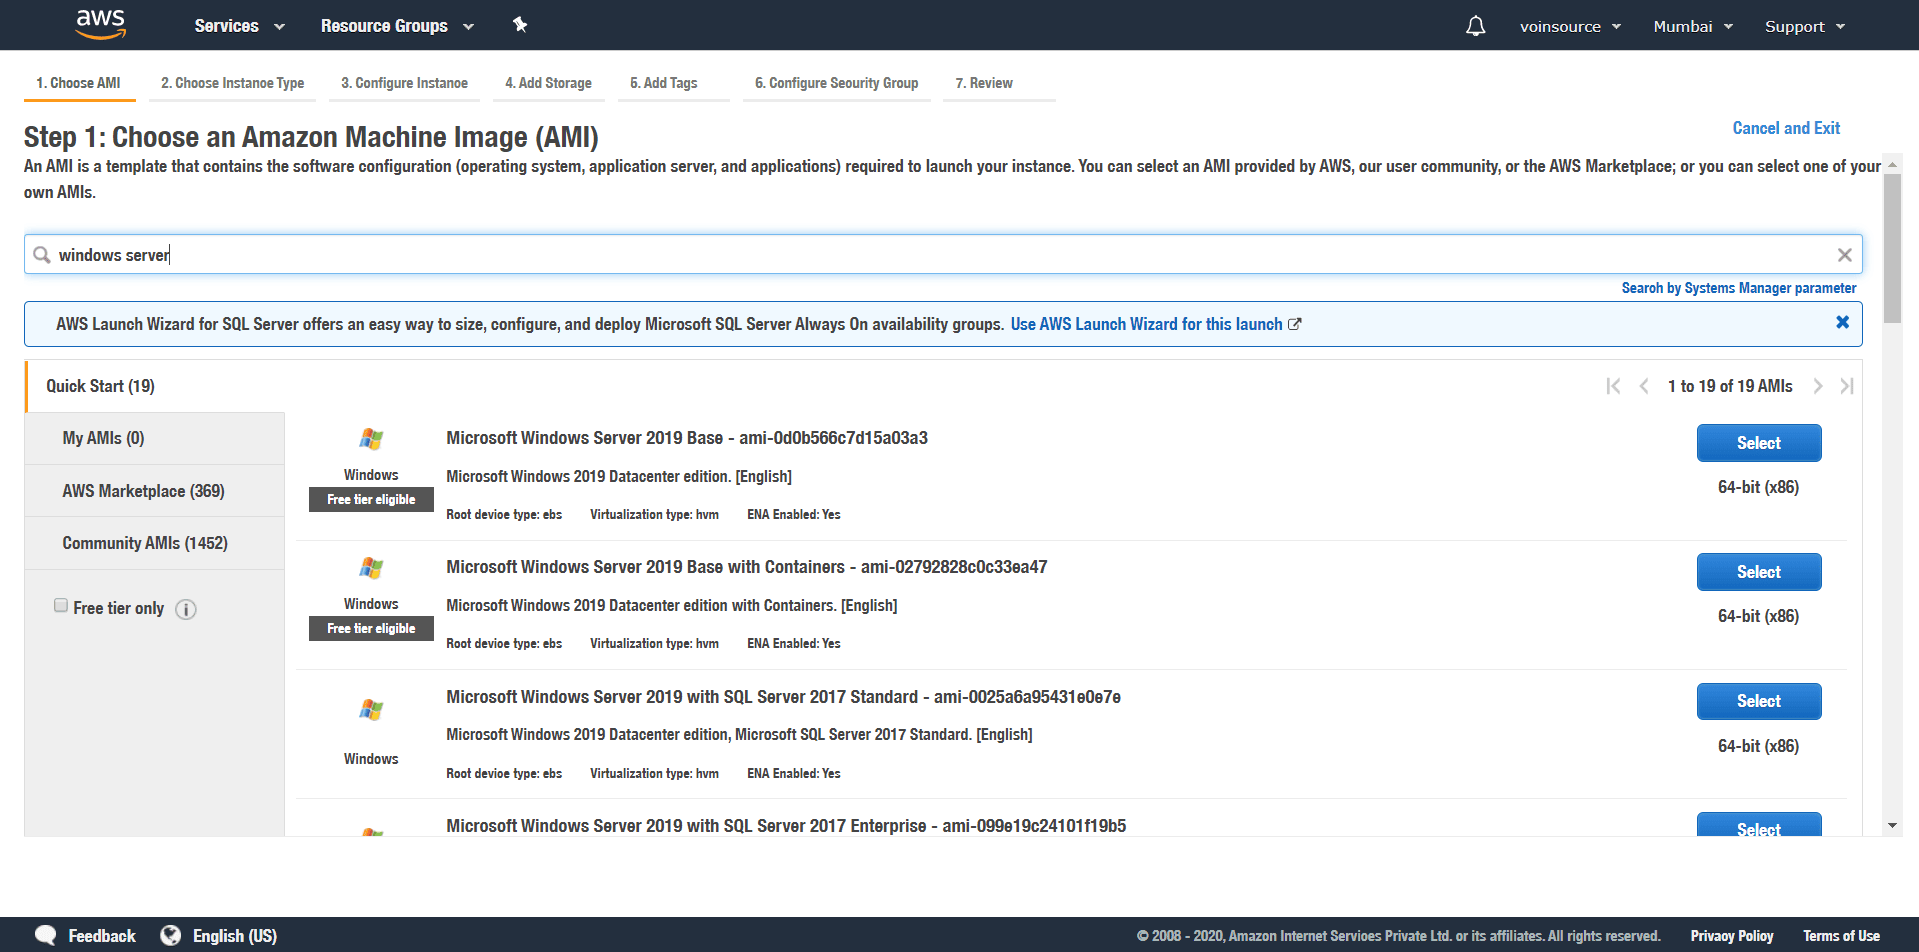 aws Services Resource Groups voinsource Mumbai Support
1. Choose AMI 2. Choose Instance Type 3. Configure Instance 4. Add Storage 5. Add Tags 6. Configure Security Group 7. Review
Step 1: Choose an Amazon Machine Image (AMI)
Cancel and Exit
An AMI is a template that contains the software configuration (operating system, application server, and applications) required to launch your instance. You can select an AMI provided by AWS, our user community, or the AWS Marketplace; or you can select one of your
own AMIs.
windows server
Search by Systems Manager parameter
AWS Launch Wizard for SQL Server offers an easy way to size, configure, and deploy Microsoft SQL Server Always On availability groups. Use AWS Launch Wizard for this launch
Quick Start (19)
1 to 19 of 19 AMIs
My AMIs (0)
AWS Marketplace (369)
Community AMIs (1452)
Free tier only
Windows
Free tier eligible
Microsoft Windows Server 2019 Base - ami-0d0b566c7d15a03a3
Microsoft Windows 2019 Datacenter edition. [English]
Root device type: ebs Virtualization type: hvm ENA Enabled: Yes
Select
64-bit (x86)
Windows
Free tier eligible
Microsoft Windows Server 2019 Base with Containers - ami-02792828c0c33ea47
Microsoft Windows 2019 Datacenter edition with Containers. [English]
Root device type: ebs Virtualization type: hvm ENA Enabled: Yes
Select
64-bit (x86)
Windows
Microsoft Windows Server 2019 with SQL Server 2017 Standard - ami-0025a6a95431e0e7e
Microsoft Windows 2019 Datacenter edition, Microsoft SQL Server 2017 Standard. [English]
Root device type: ebs Virtualization type: hvm ENA Enabled: Yes
Select
64-bit (x86)
Microsoft Windows Server 2019 with SQL Server 2017 Enterprise - ami-099e19c24101f19b5
Select
Feedback English (US) © 2008 - 2020, Amazon Internet Services Private Ltd. or its affiliates. All rights reserved. Privacy Policy Terms of Use